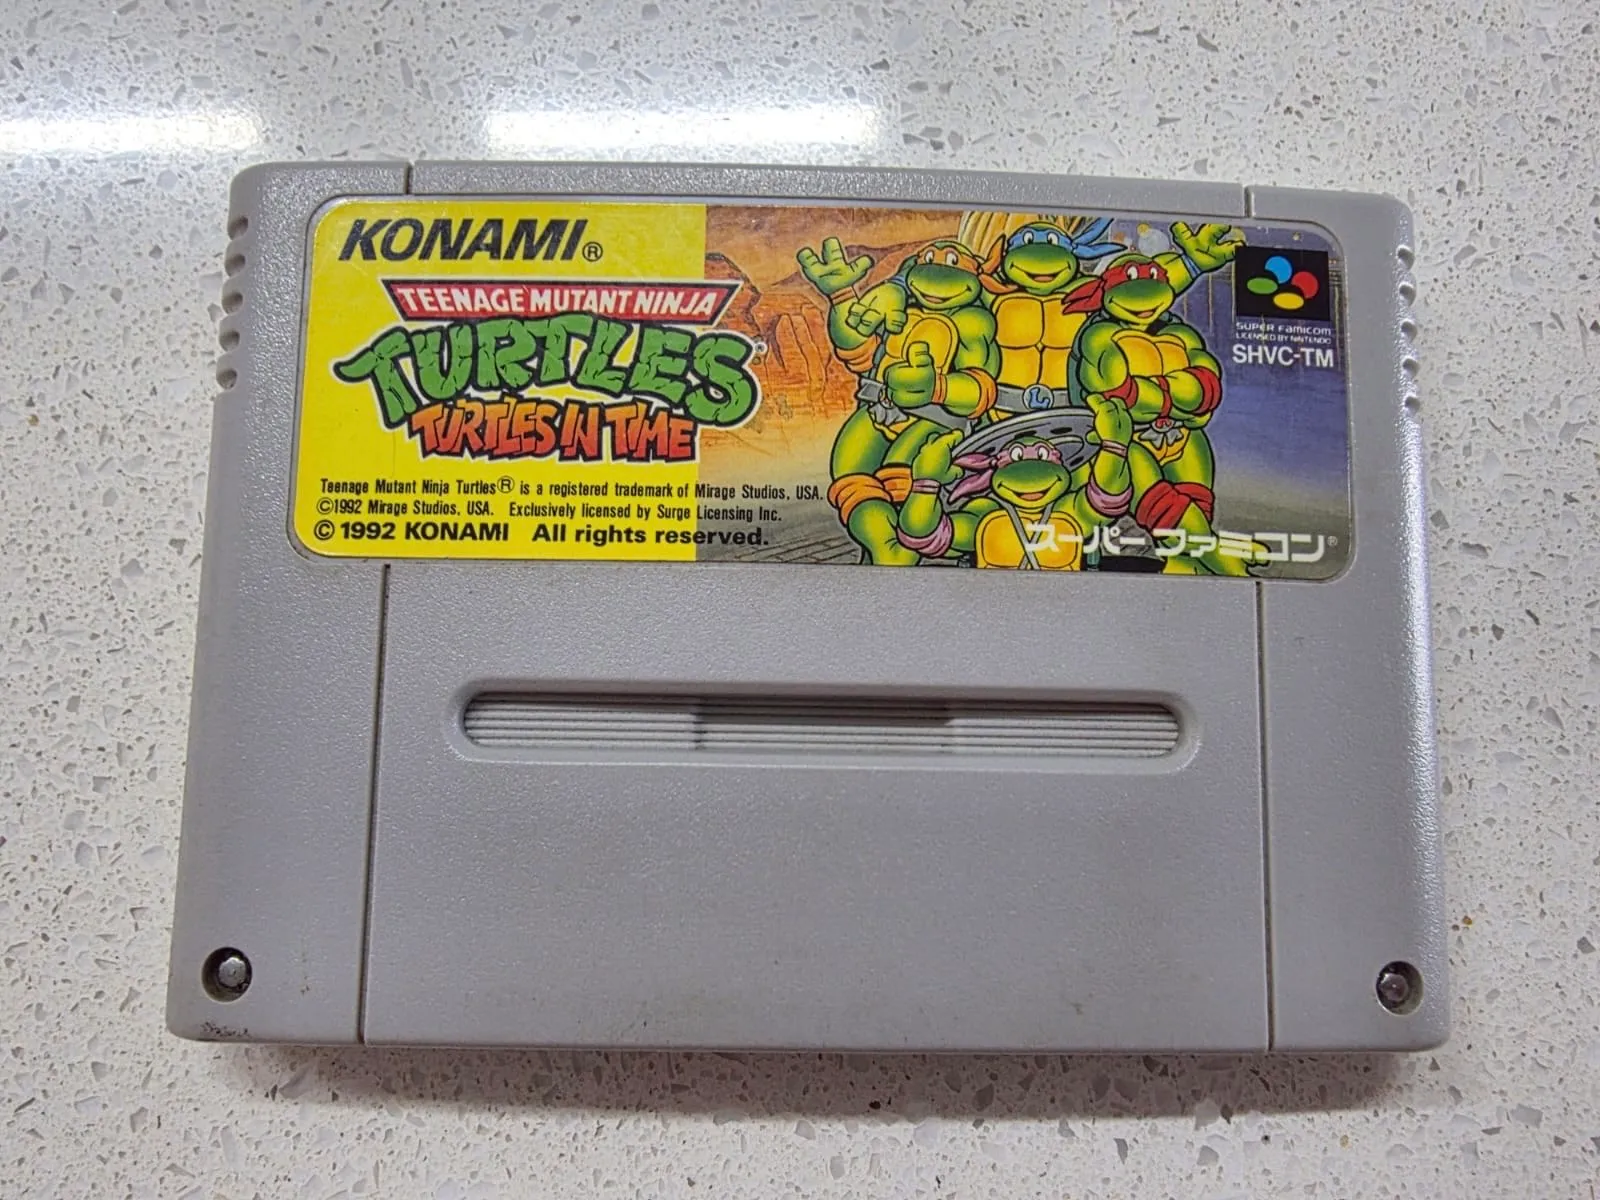 KONAMI®
TEENAGE MUTANT NINJA
TURTLES®
TURTLES IN TIME
Teenage Mutant Ninja Turtles® is a registered trademark of Mirage Studios, USA.
©1992 Mirage Studios, USA. Exclusively licensed by Surge Licensing Inc.
© 1992 KONAMI All rights reserved.
L
SUPER FAMICOM
LICENSED BY NINTENDO
SHVC-TM
スーパーファミコン®